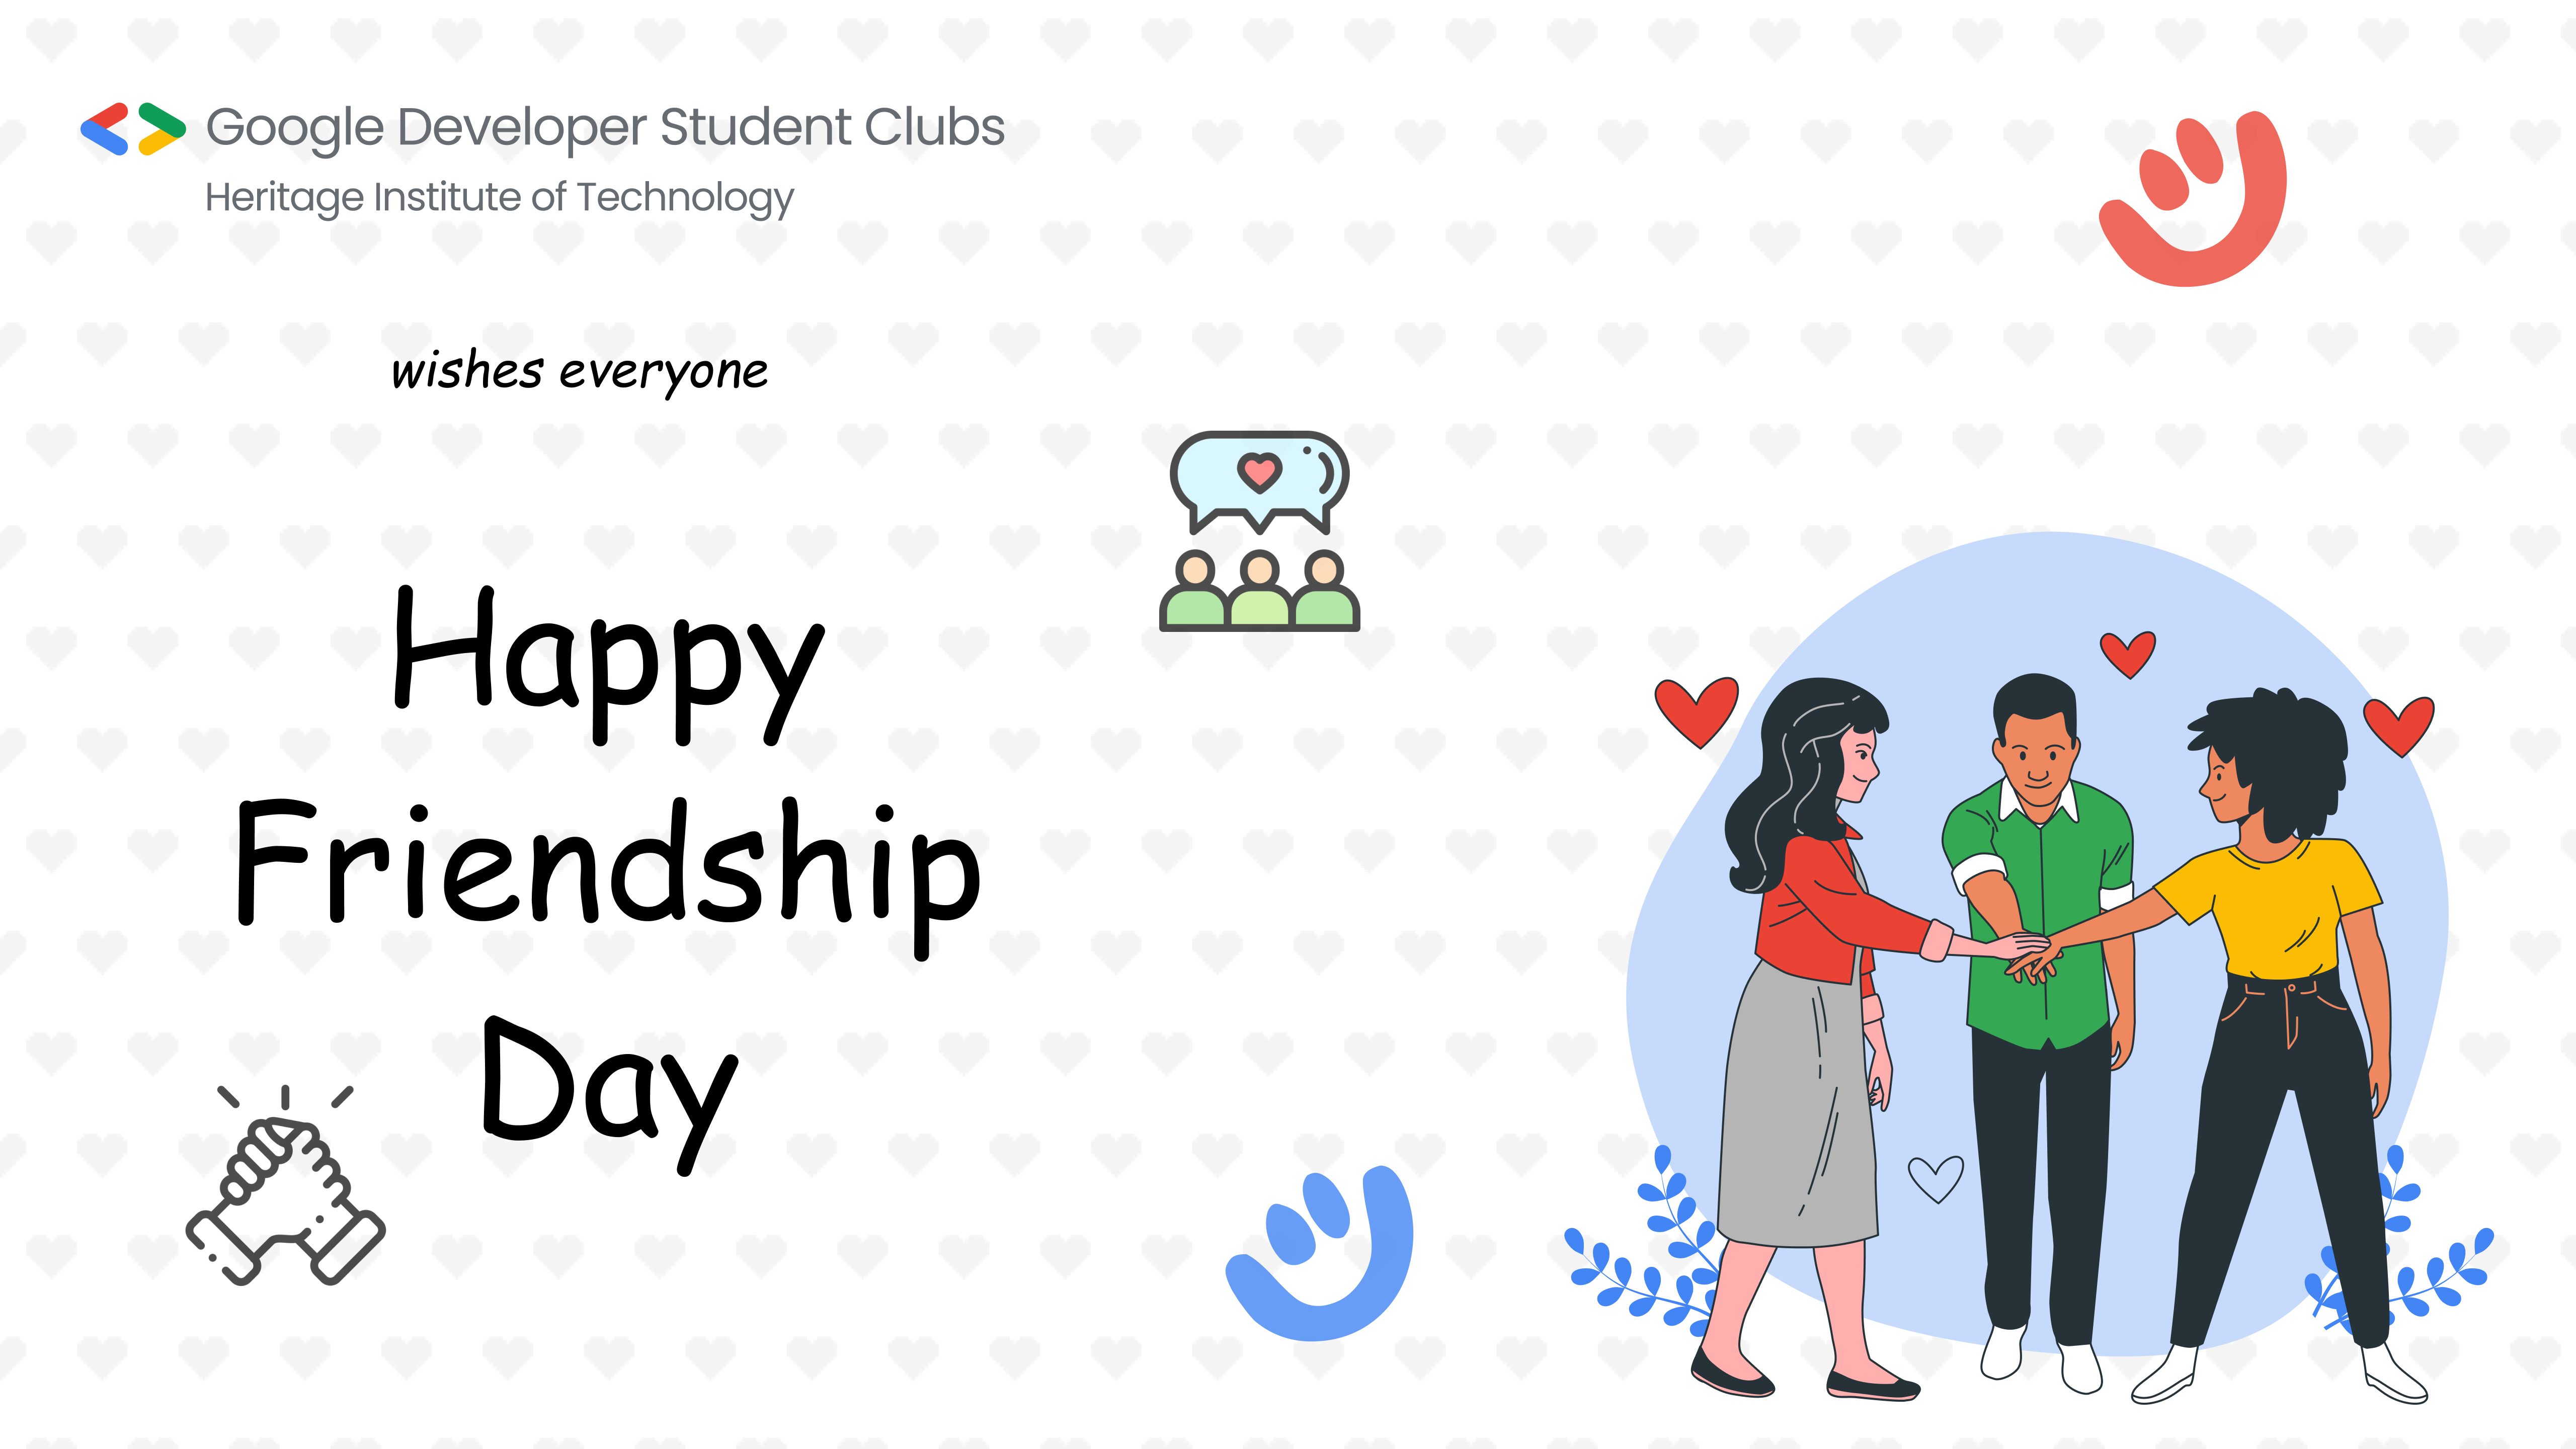 Google Developer Student Clubs
Heritage Institute of Technology
wishes everyone
Happy
Friendship
Day